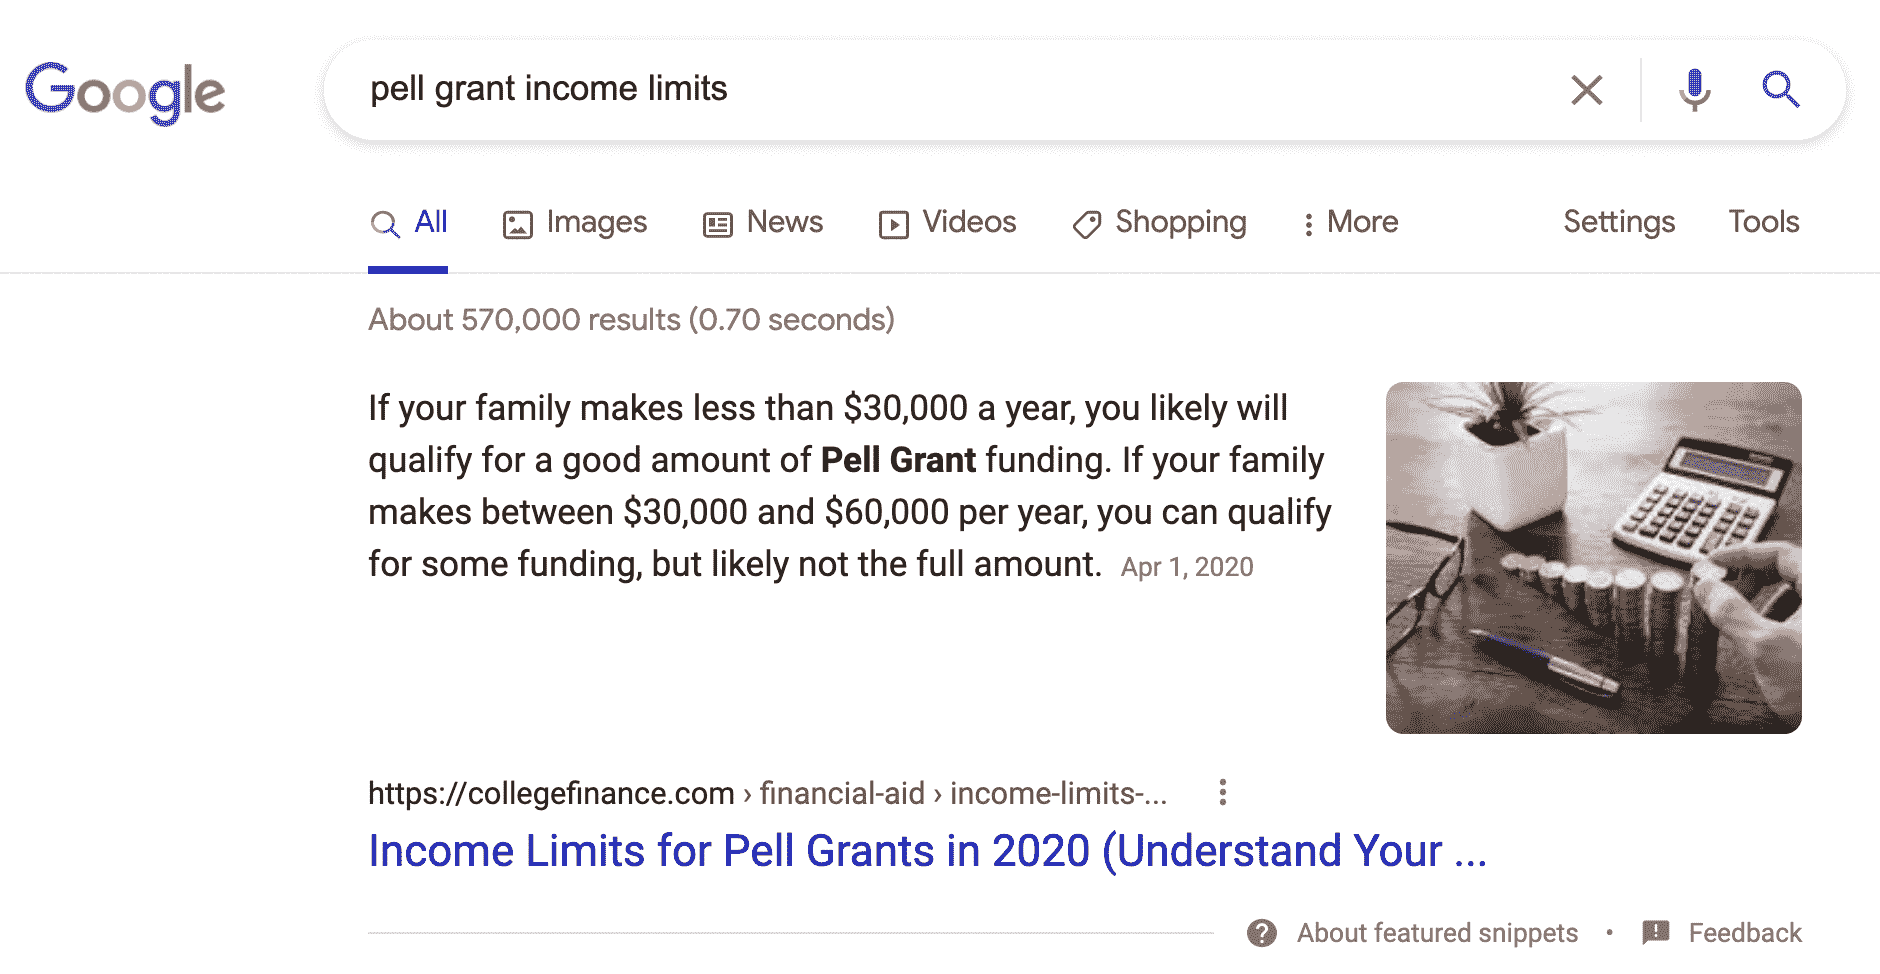 Google
pell grant income limits
All Images News Videos Shopping More Settings Tools
About 570,000 results (0.70 seconds)
If your family makes less than $30,000 a year, you likely will
qualify for a good amount of Pell Grant funding. If your family
makes between $30,000 and $60,000 per year, you can qualify
for some funding, but likely not the full amount. Apr 1, 2020
https://collegefinance.com › financial-aid › income-limits-...
Income Limits for Pell Grants in 2020 (Understand Your ...
About featured snippets • Feedback